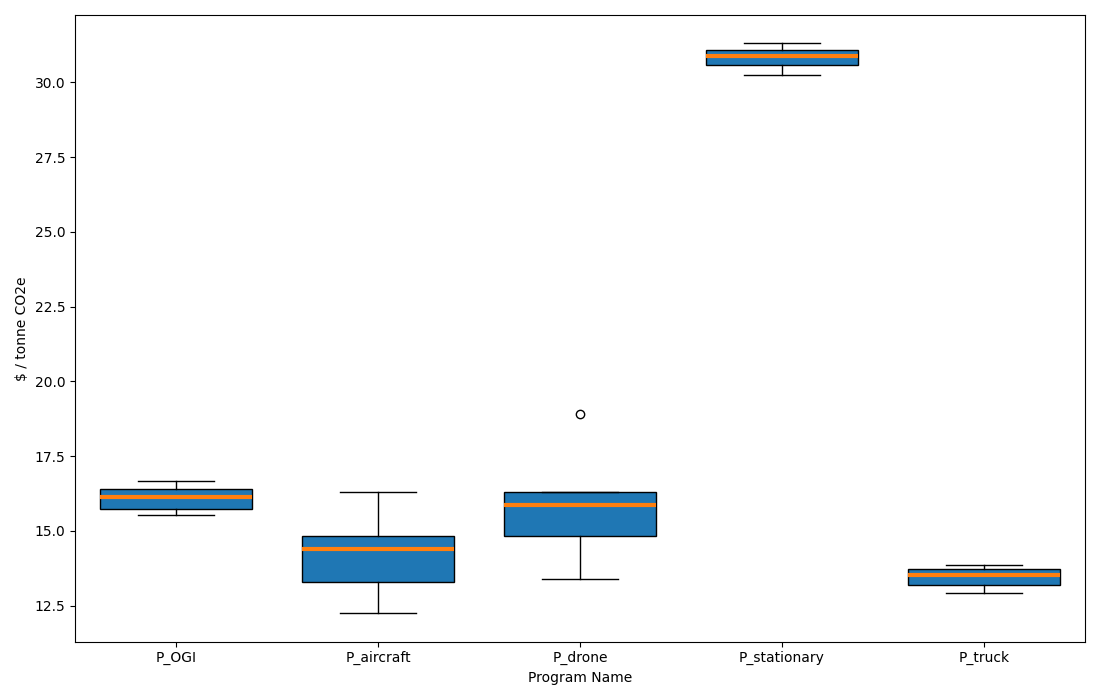 $ / tonne CO2e
30.0
27.5
25.0
22.5
20.0
17.5
15.0
12.5
P_OGI P_aircraft P_drone P_stationary P_truck
Program Name